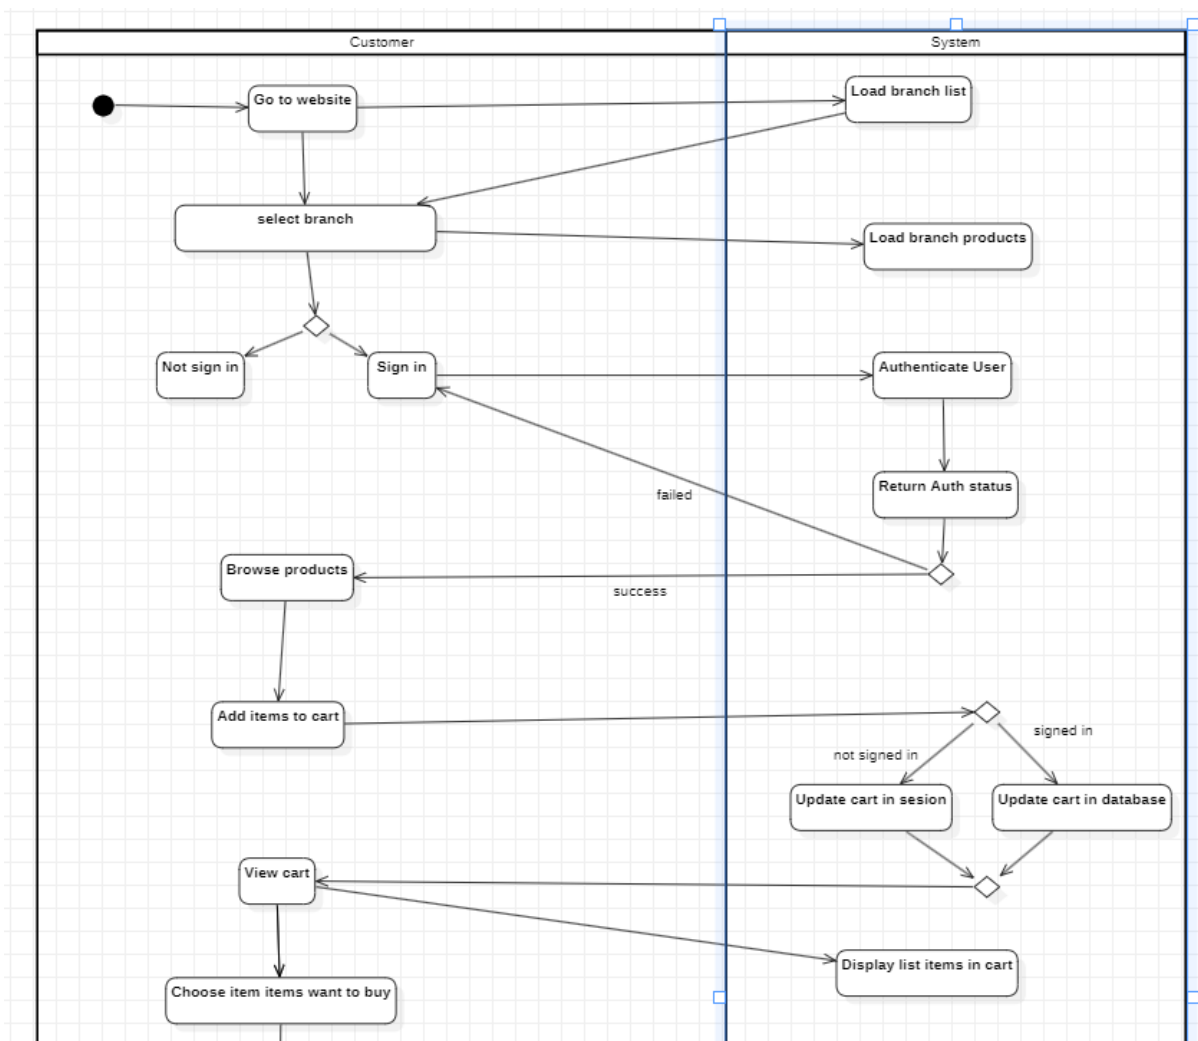 Customer
System
Go to website
Load branch list
select branch
Load branch products
Not sign in
Sign in
Authenticate User
Return Auth status
failed
Browse products
success
Add items to cart
signed in
not signed in
Update cart in sesion
Update cart in database
View cart
Display list items in cart
Choose item items want to buy